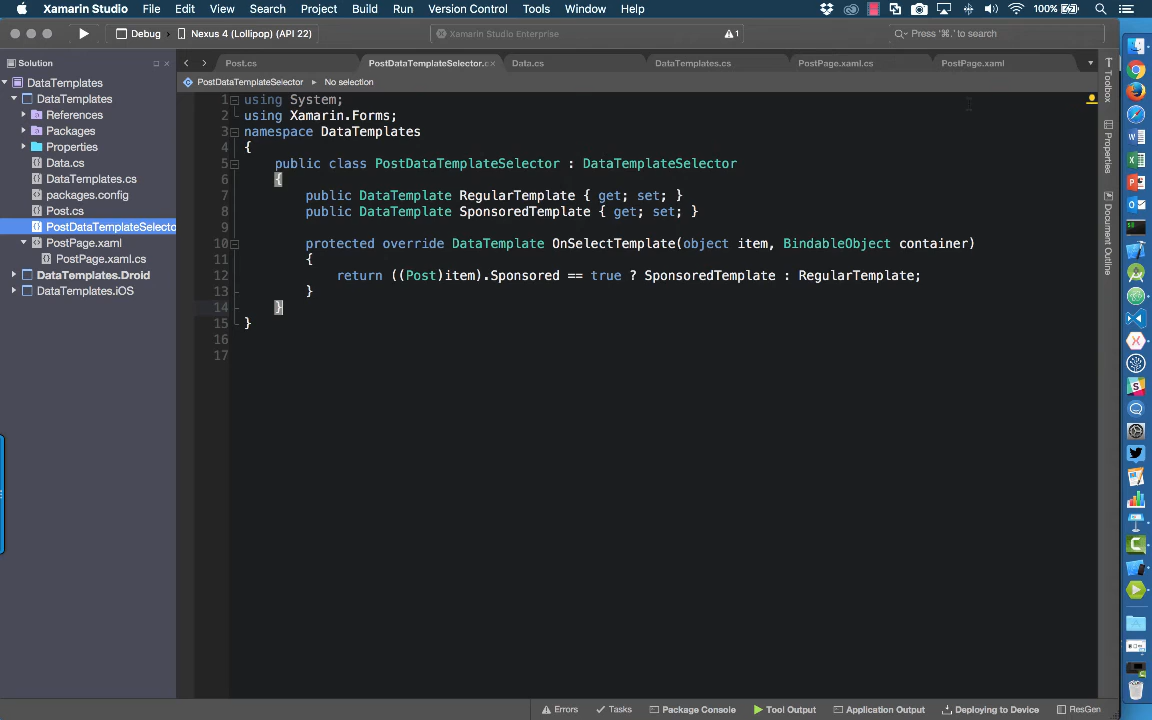 Xamarin Studio File Edit View Search Project Build Run Version Control Tools Window Help 100%
Debug Nexus 4 (Lollipop) (API 22) Xamarin Studio Enterprise 1 Press '⌘.' to search
Solution
DataTemplates
DataTemplates
References
Packages
Properties
Data.cs
DataTemplates.cs
packages.config
Post.cs
PostDataTemplateSelecto
PostPage.xaml
PostPage.xaml.cs
DataTemplates.Droid
DataTemplates.iOS
Post.cs PostDataTemplateSelector.c Data.cs DataTemplates.cs PostPage.xaml.cs PostPage.xaml
PostDataTemplateSelector No selection
1 using System;
2 using Xamarin.Forms;
3 namespace DataTemplates
4 {
5 public class PostDataTemplateSelector : DataTemplateSelector
6 {
7 public DataTemplate RegularTemplate { get; set; }
8 public DataTemplate SponsoredTemplate { get; set; }
9
10 protected override DataTemplate OnSelectTemplate(object item, BindableObject container)
11 {
12 return ((Post)item).Sponsored == true ? SponsoredTemplate : RegularTemplate;
13 }
14 }
15 }
16
17
Toolbox
Properties
Document Outline
Errors Tasks Package Console Tool Output Application Output Deploying to Device ResGen